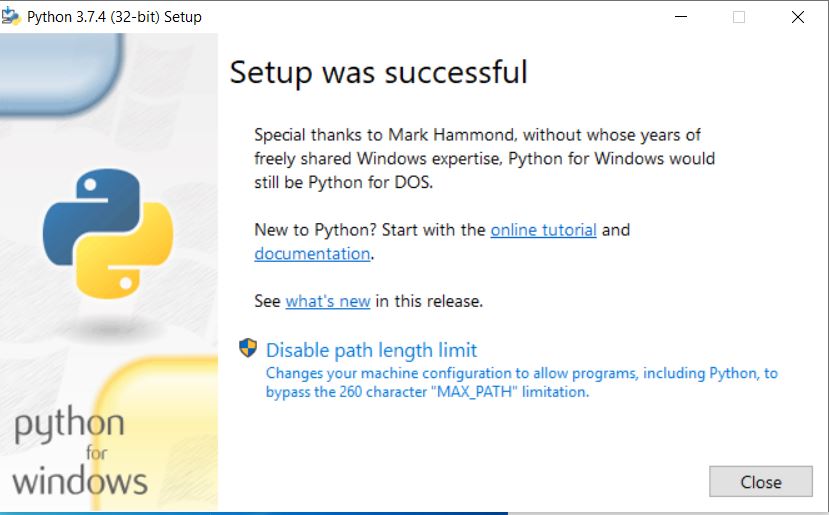 Python 3.7.4 (32-bit) Setup
Setup was successful
Special thanks to Mark Hammond, without whose years of
freely shared Windows expertise, Python for Windows would
still be Python for DOS.
New to Python? Start with the online tutorial and
documentation.
See what's new in this release.
Disable path length limit
Changes your machine configuration to allow programs, including Python, to
bypass the 260 character "MAX_PATH" limitation.
python
for
windows
Close